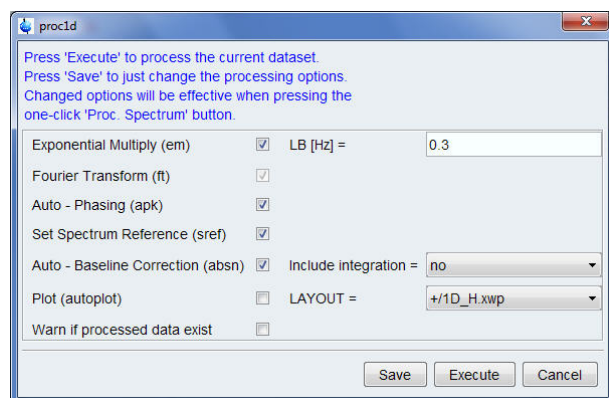 proc1d
Press 'Execute' to process the current dataset.
Press 'Save' to just change the processing options.
Changed options will be effective when pressing the
one-click 'Proc. Spectrum' button.
Exponential Multiply (em) LB [Hz] = 0.3
Fourier Transform (ft)
Auto - Phasing (apk)
Set Spectrum Reference (sref)
Auto - Baseline Correction (absn) Include integration = no
Plot (autoplot) LAYOUT = +/1D_H.xwp
Warn if processed data exist
Save Execute Cancel